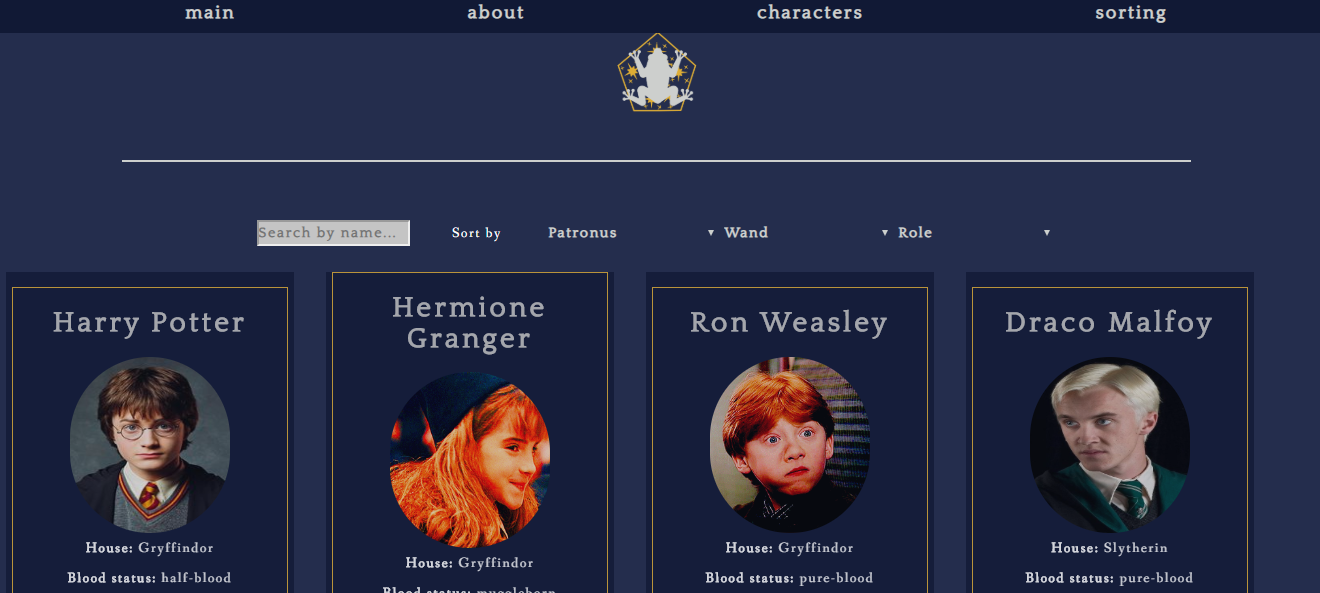 main about characters sorting
Search by name... Sort by Patronus ▼ Wand ▼ Role ▼
Harry Potter
Hermione
Granger
Ron Weasley
Draco Malfoy
House: Gryffindor
Blood status: half-blood
House: Gryffindor
Blood status:
House: Gryffindor
Blood status: pure-blood
House: Slytherin
Blood status: pure-blood